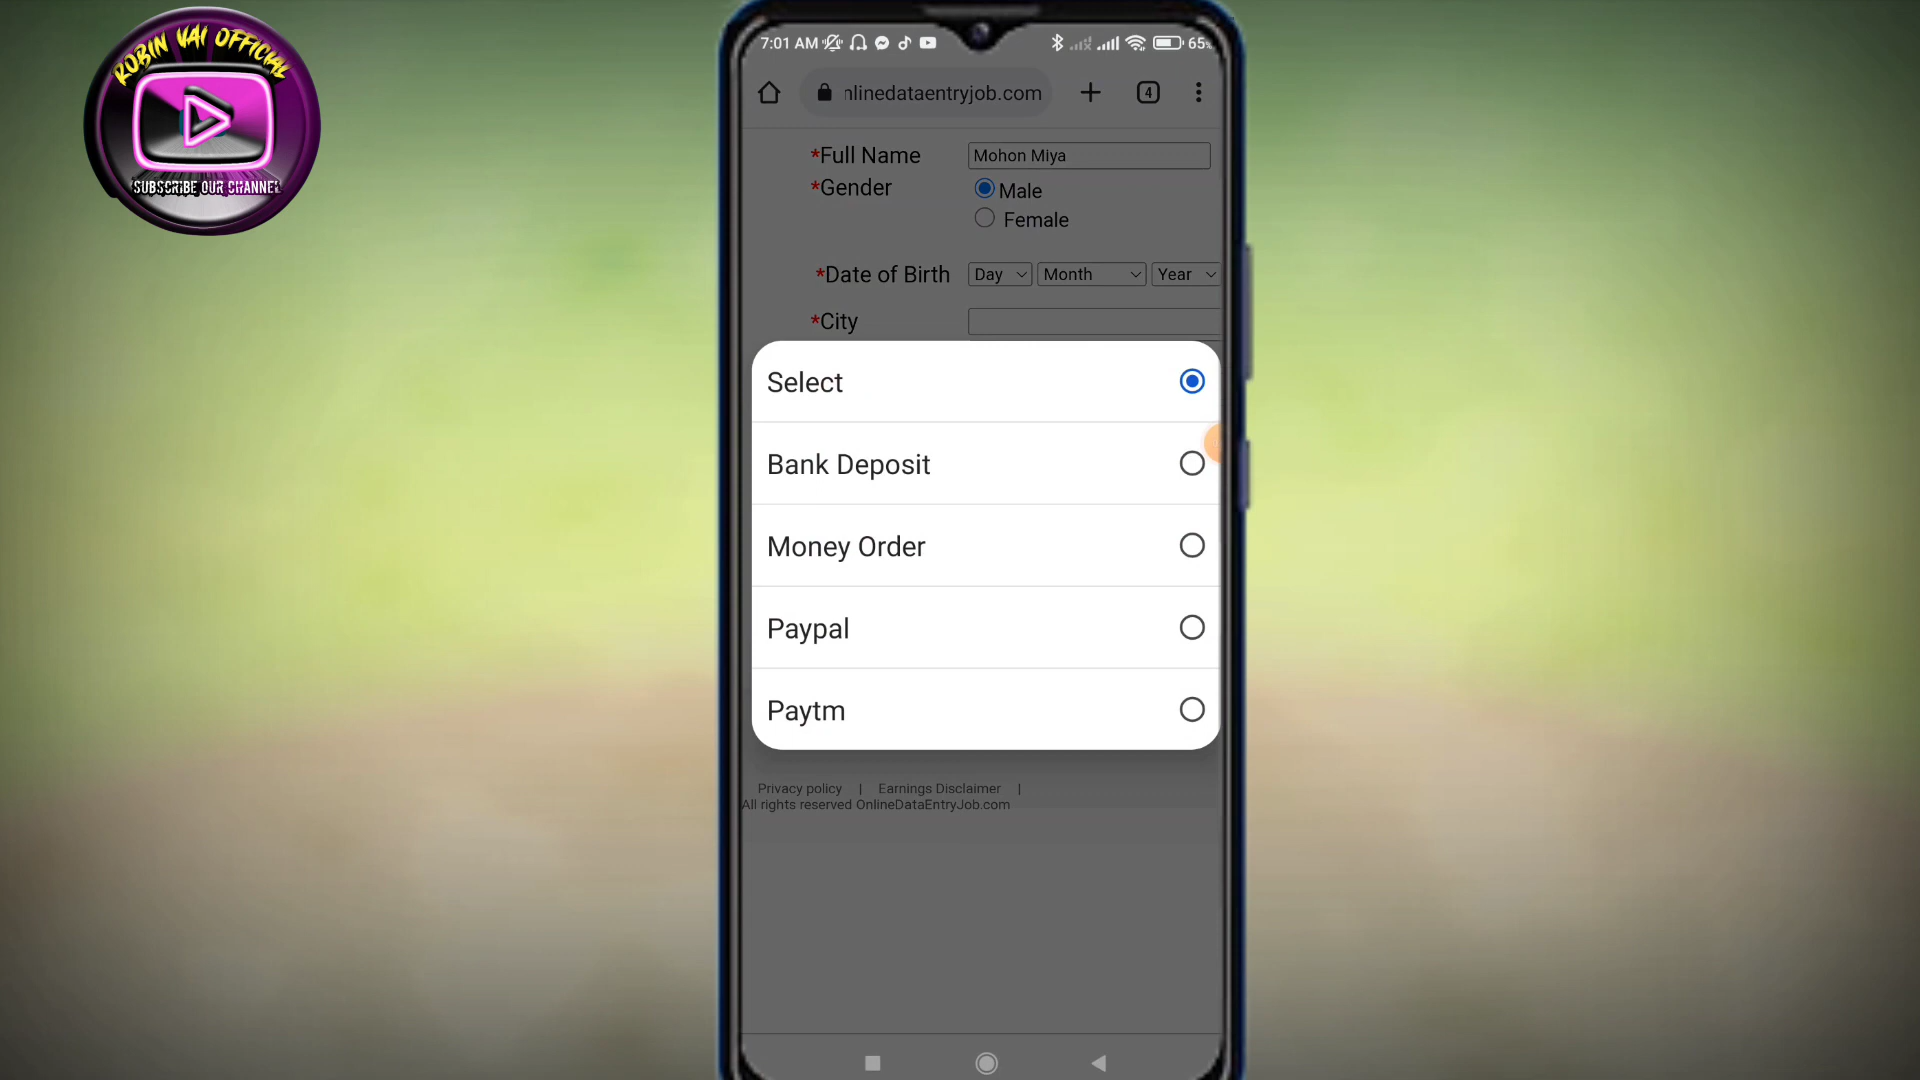 ROBIN VAI OFFICIAL
SUBSCRIBE OUR CHANNEL
7:01 AM
65%
nlinedataentryjob.com
4
*Full Name Mohon Miya
*Gender Male
Female
*Date of Birth Day Month Year
*City
Select
Bank Deposit
Money Order
Paypal
Paytm
Privacy policy | Earnings Disclaimer |
All rights reserved OnlineDataEntryJob.com